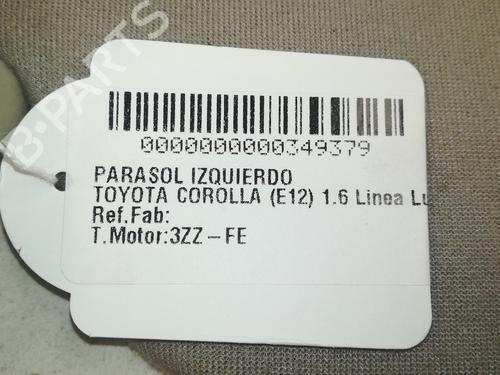 B-PARTS
0000000000349379
PARASOL IZQUIERDO
TOYOTA COROLLA (E12) 1.6 Linea Lu
Ref.Fab:
T.Motor:3ZZ-FE